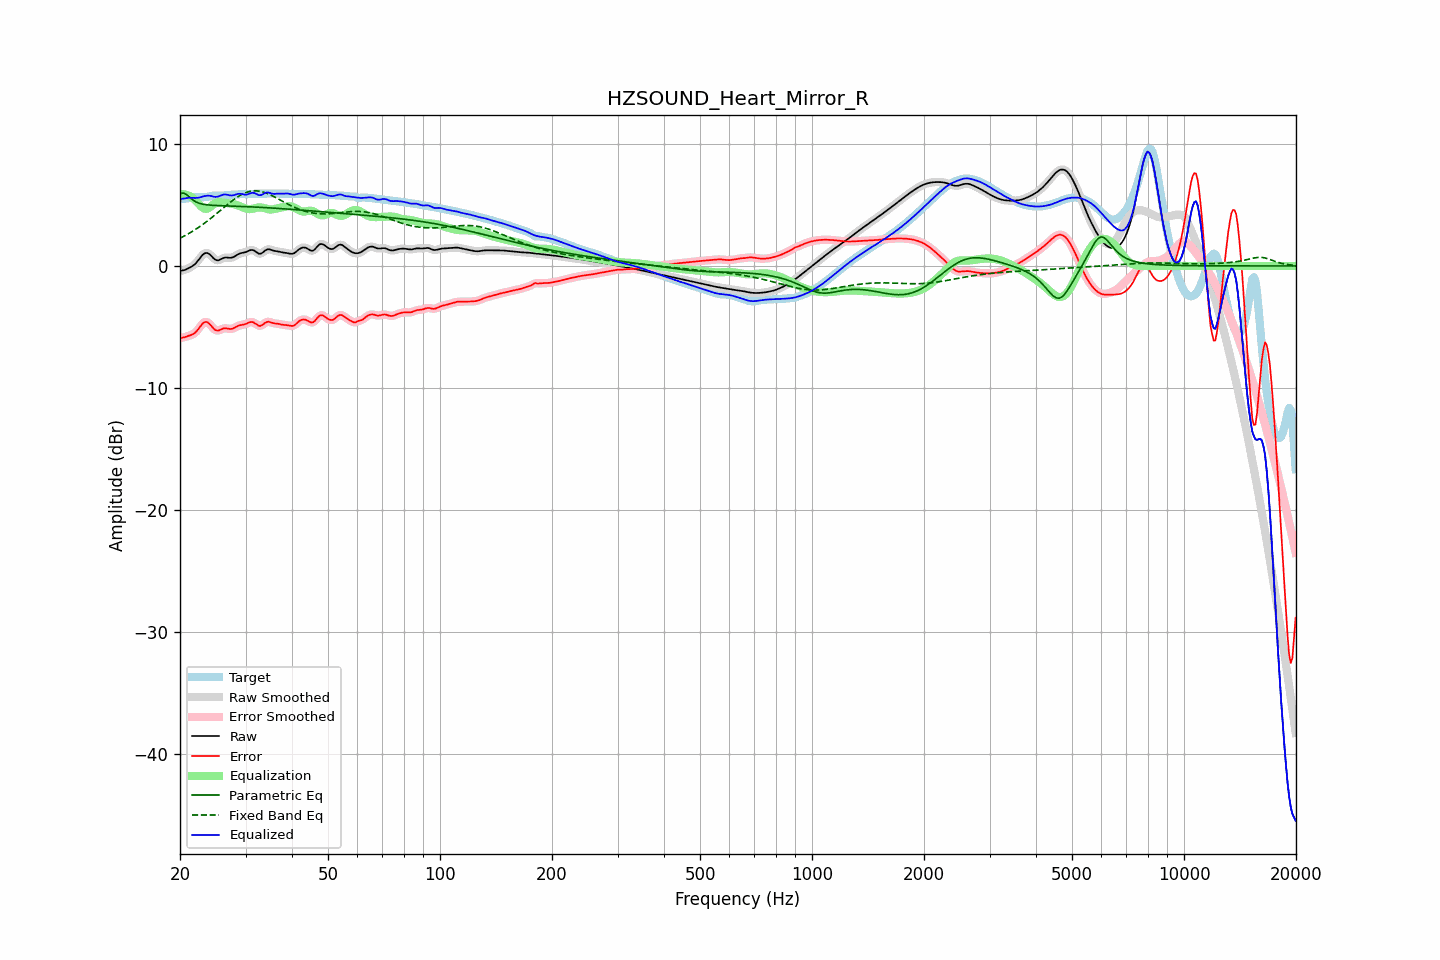 HZSOUND_Heart_Mirror_R
10
0
−10
−20
−30
−40
Amplitude (dBr)
Target
Raw Smoothed
Error Smoothed
Raw
Error
Equalization
Parametric Eq
Fixed Band Eq
Equalized
20 50 100 200 500 1000 2000 5000 10000 20000
Frequency (Hz)